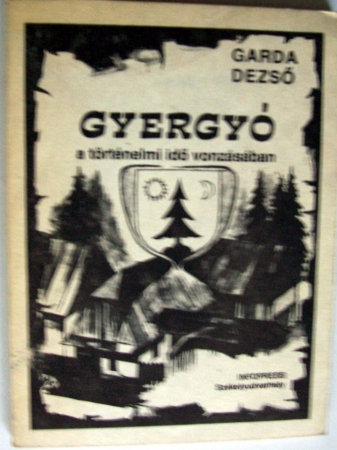 GARDA
DEZSŐ
GYERGYÓ
a történelmi idő vonzásában
INFOPRESS
Székelyudvarhely